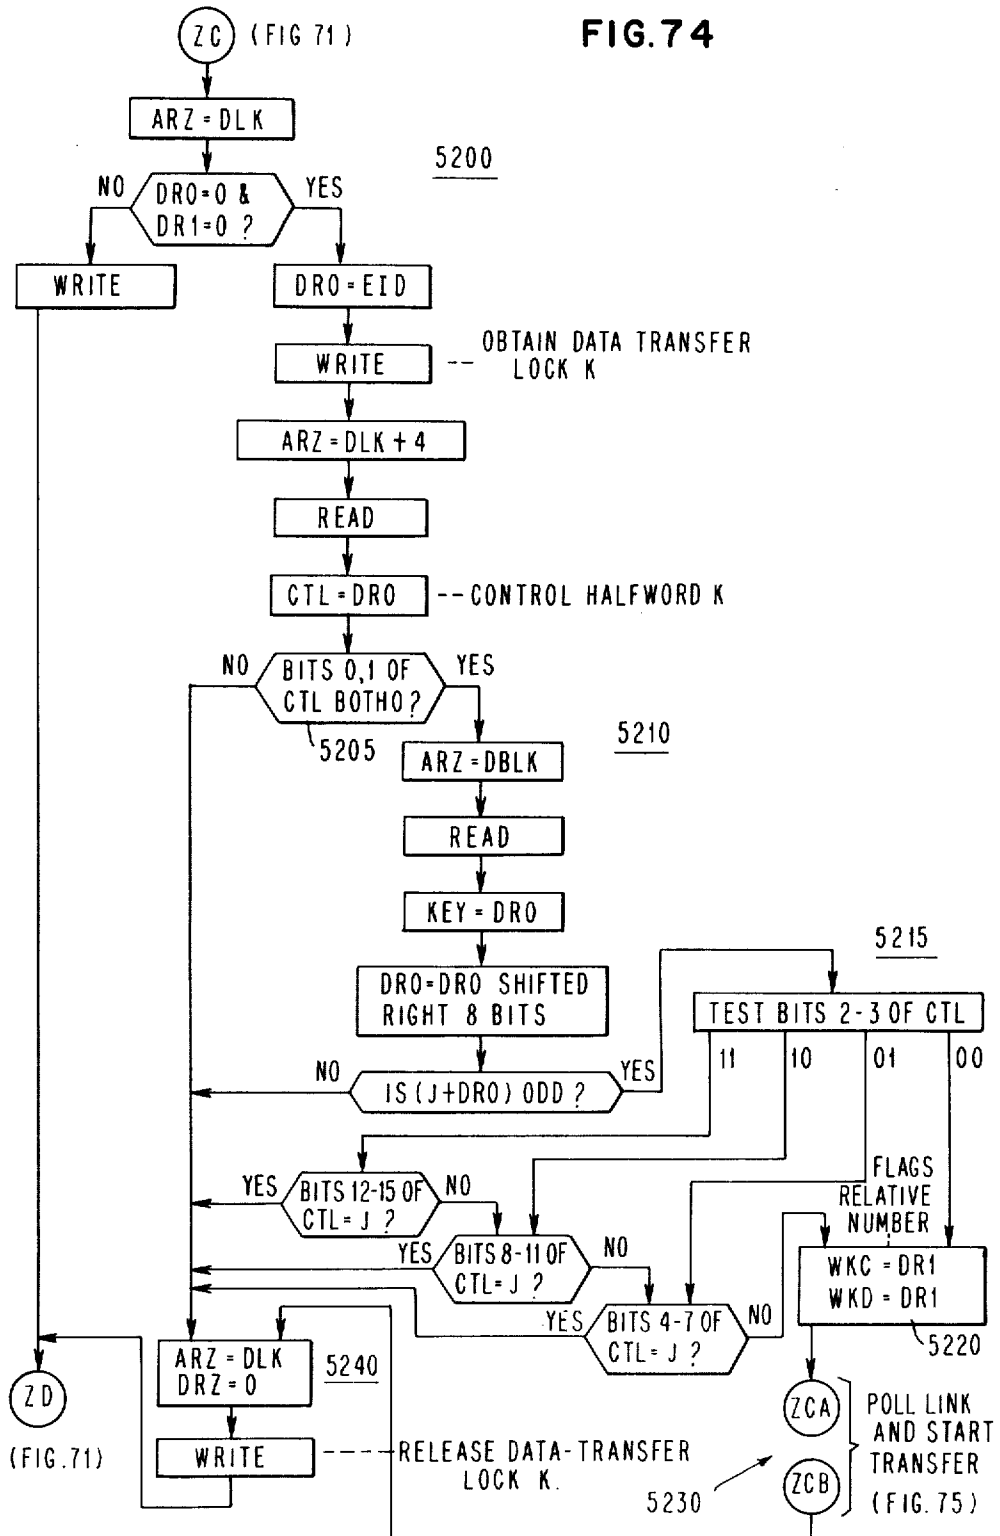 ZC (FIG 71)
FIG.74
ARZ=DLK
5200
NO
DR0=0 &
DR1=0 ?
YES
WRITE
DR0=EID
WRITE
-- OBTAIN DATA TRANSFER
LOCK K
ARZ=DLK+4
READ
CTL=DR0
--CONTROL HALFWORD K
NO
BITS 0,1 OF
CTL BOTH0?
YES
5205
5210
ARZ=DBLK
READ
KEY=DR0
5215
DR0=DR0 SHIFTED
RIGHT 8 BITS
TEST BITS 2-3 OF CTL
11 10 01 00
NO
IS (J+DR0) ODD ?
YES
FLAGS
RELATIVE
NUMBER
YES
BITS 12-15 OF
CTL=J ?
NO
YES
BITS 8-11 OF
CTL=J ?
NO
WKC=DR1
WKD=DR1
5220
YES
BITS 4-7 OF
CTL=J ?
NO
ARZ=DLK
DRZ=0
5240
ZD
(FIG.71)
WRITE
----RELEASE DATA-TRANSFER
LOCK K.
ZCA
ZCB
POLL LINK
AND START
TRANSFER
(FIG.75)
5230